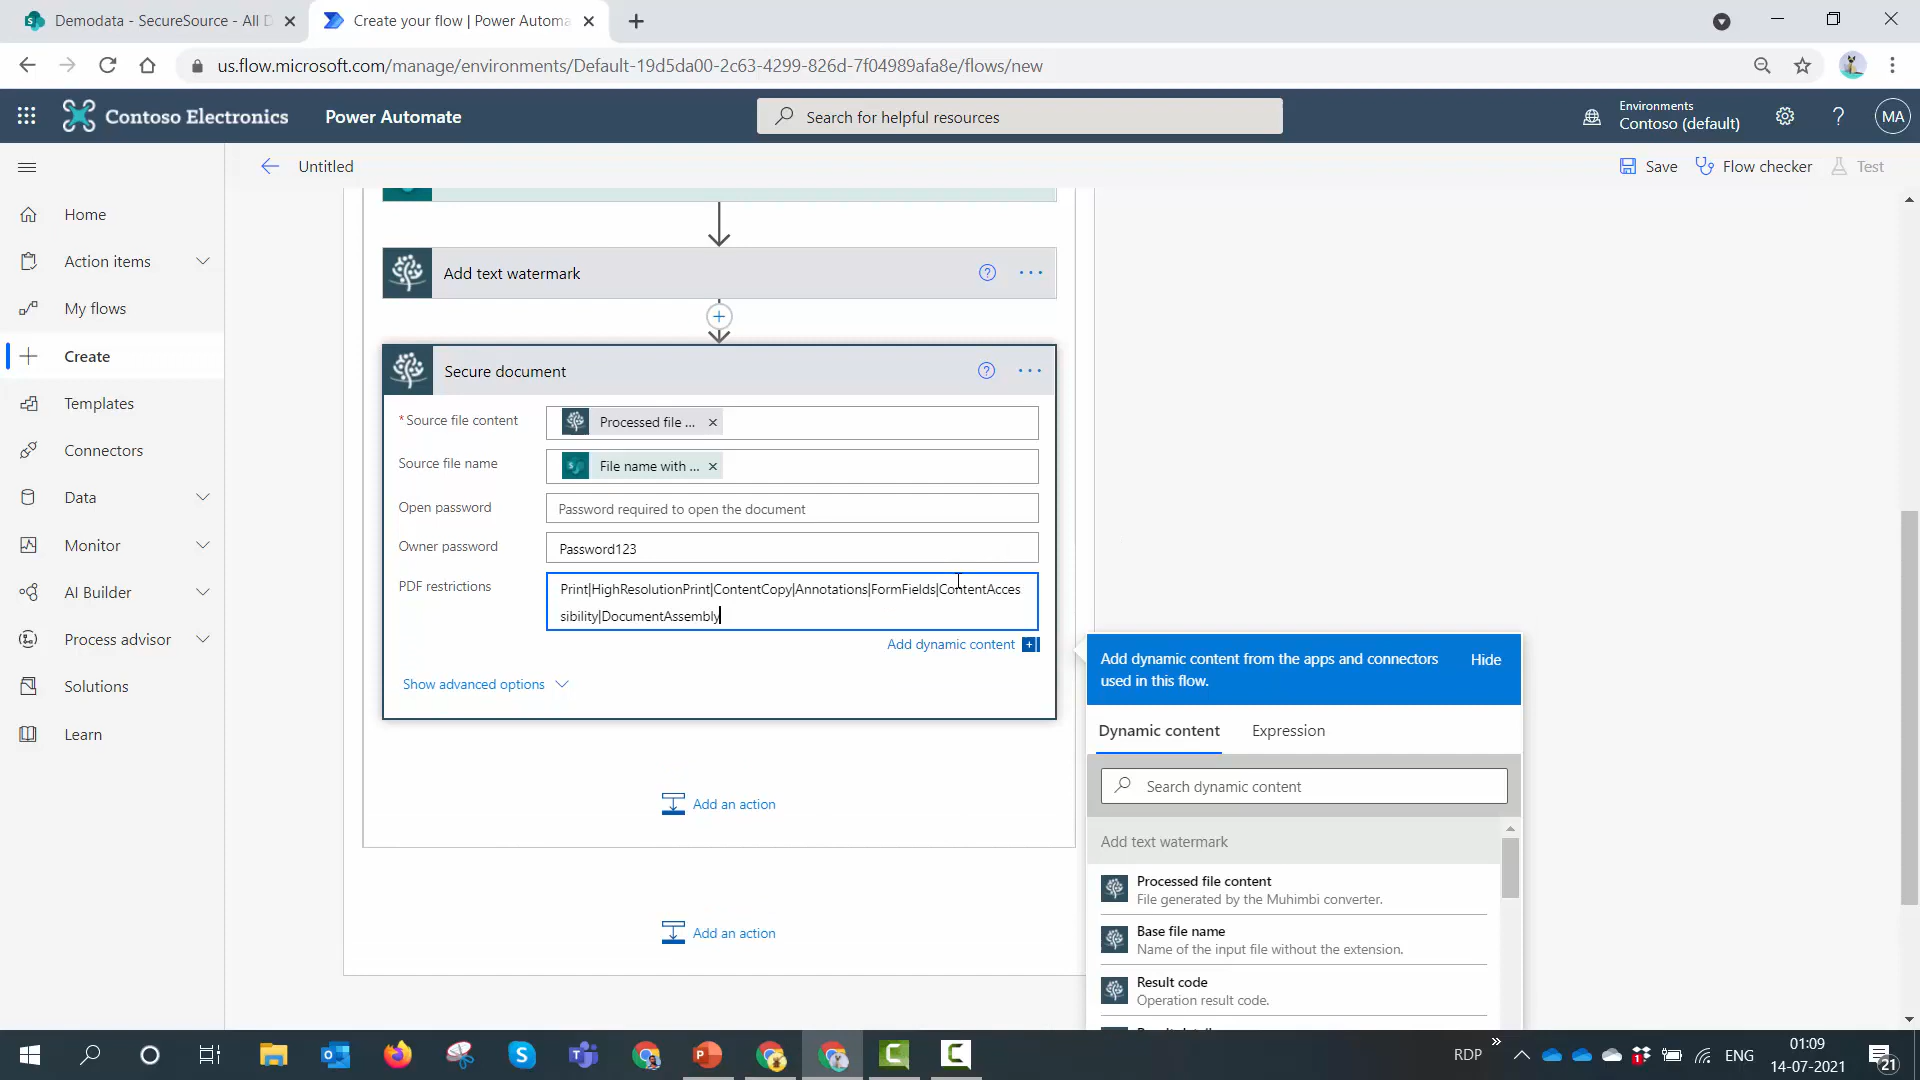 Demodata - SecureSource - All D
Create your flow | Power Automa
us.flow.microsoft.com/manage/environments/Default-19d5da00-2c63-4299-826d-7f04989afa8e/flows/new
Contoso Electronics
Power Automate
Search for helpful resources
Environments
Contoso (default)
?
MA
Untitled
Save
Flow checker
Test
Home
Action items
My flows
Create
Templates
Connectors
Data
Monitor
AI Builder
Process advisor
Solutions
Learn
Add text watermark
?
Secure document
?
*Source file content
Processed file ...
Source file name
File name with ...
Open password
Password required to open the document
Owner password
Password123
PDF restrictions
Print|HighResolutionPrint|ContentCopy|Annotations|FormFields|ContentAcces
sibility|DocumentAssembly
Add dynamic content
Show advanced options
Add an action
Add an action
Add dynamic content from the apps and connectors
used in this flow.
Hide
Dynamic content
Expression
Search dynamic content
Add text watermark
Processed file content
File generated by the Muhimbi converter.
Base file name
Name of the input file without the extension.
Result code
Operation result code.
RDP
ENG
01:09
14-07-2021
21